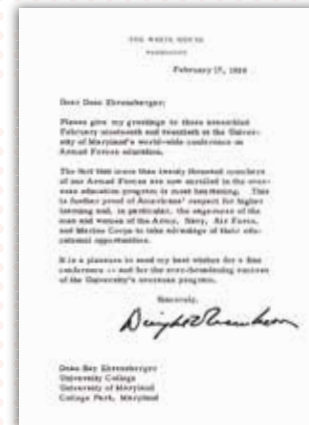 THE WHITE HOUSE
WASHINGTON
February 17, 1959
Dear Dean Ehrensberger:
Please give my greetings to those assembled
February nineteenth and twentieth at the Univer-
sity of Maryland's world-wide conference on
Armed Forces education.
The fact that more than twenty thousand members
of our Armed Forces are now enrolled in the over-
seas education program is most heartening. This
is further proof of Americans' respect for higher
learning and, in particular, the eagerness of the
men and women of the Army, Navy, Air Force,
and Marine Corps to take advantage of their edu-
cational opportunities.
It is a pleasure to send my best wishes for a fine
conference -- and for the ever-broadening success
of the University's overseas program.
Sincerely,
Dwight D Eisenhower
Dean Ray Ehrensberger
University College
University of Maryland
College Park, Maryland